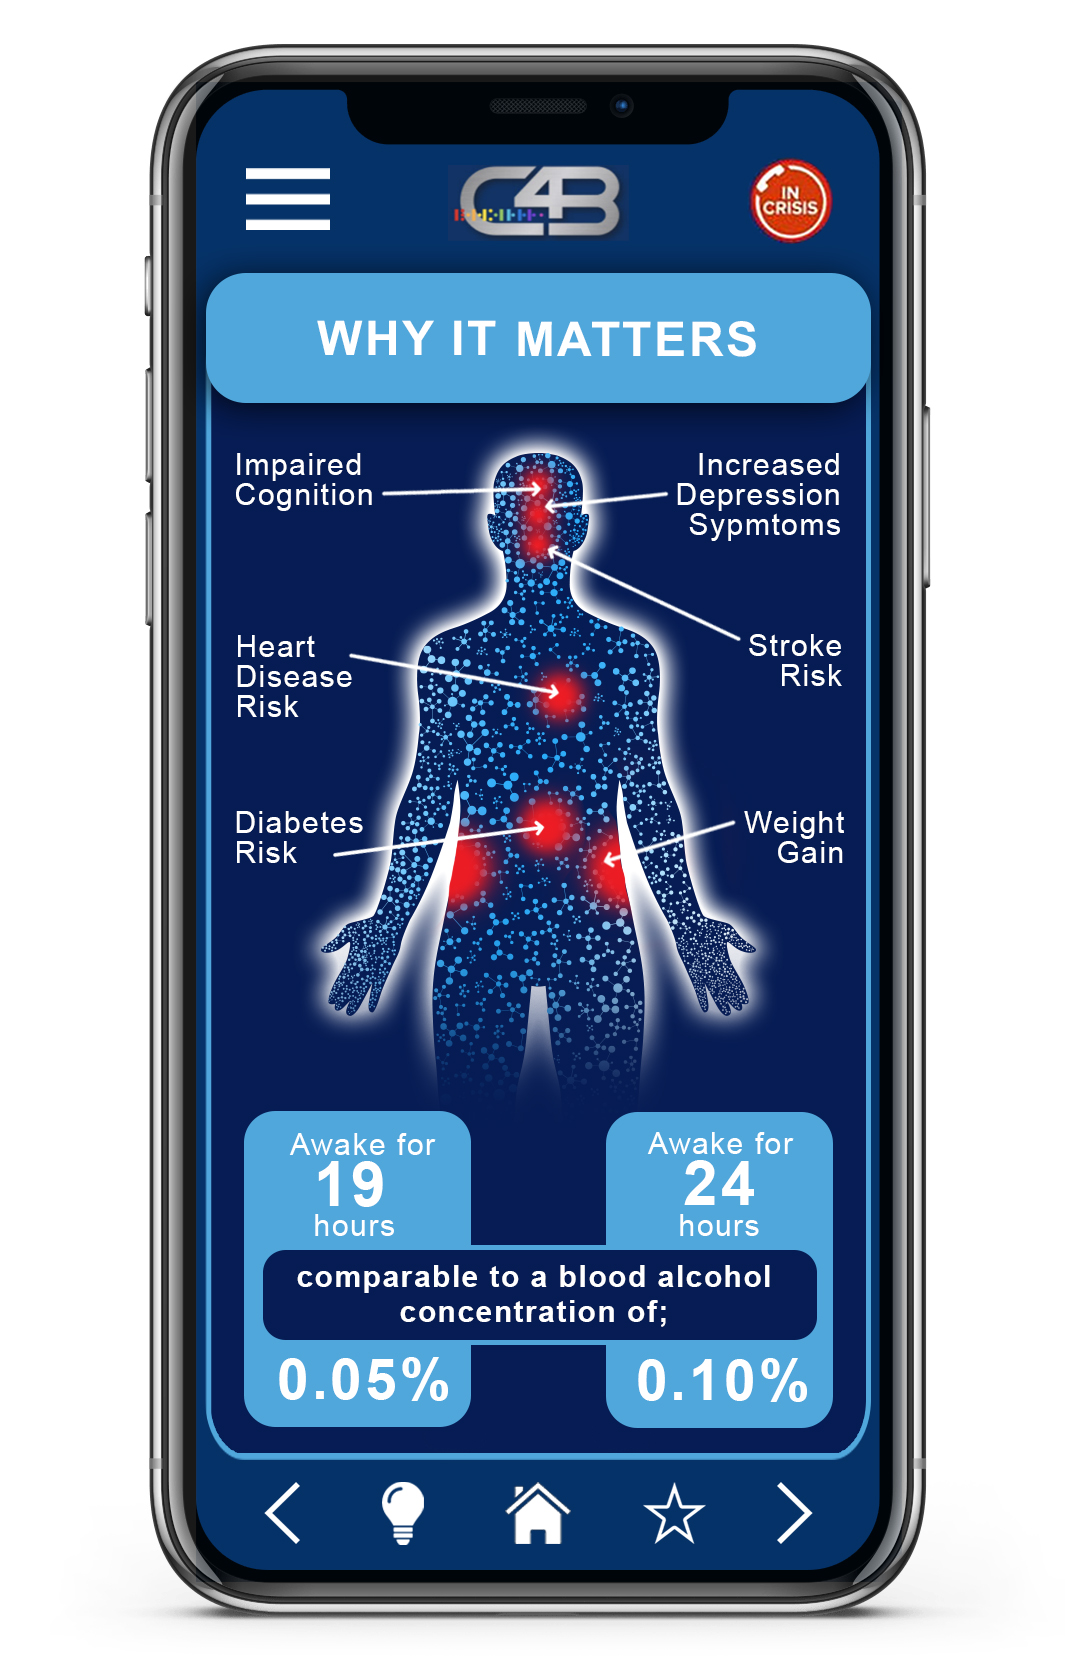 C4B
IN
CRISIS
WHY IT MATTERS
Impaired
Cognition
Increased
Depression
Sypmtoms
Heart
Disease
Risk
Stroke
Risk
Diabetes
Risk
Weight
Gain
Awake for
19
hours
Awake for
24
hours
comparable to a blood alcohol
concentration of;
0.05%
0.10%